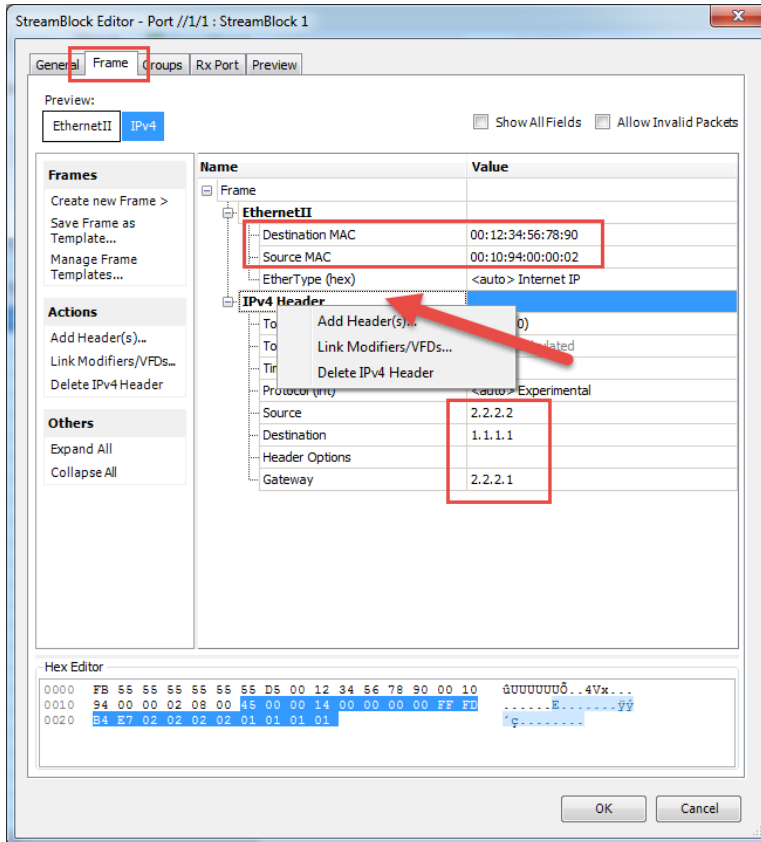 StreamBlock Editor - Port //1/1 : StreamBlock 1
General Frame Groups Rx Port Preview
Preview:
EthernetII IPv4
Show All Fields Allow Invalid Packets
Frames
Create new Frame >
Save Frame as
Template...
Manage Frame
Templates...
Actions
Add Header(s)...
Link Modifiers/VFDs...
Delete IPv4 Header
Others
Expand All
Collapse All
Name Value
Frame
EthernetII
Destination MAC 00:12:34:56:78:90
Source MAC 00:10:94:00:00:02
EtherType (hex) <auto> Internet IP
IPv4 Header
Add Header(s)...
Link Modifiers/VFDs...
Delete IPv4 Header
Protocol (int) <auto> Experimental
Source 2.2.2.2
Destination 1.1.1.1
Header Options
Gateway 2.2.2.1
Hex Editor
0000 FB 55 55 55 55 55 55 D5 00 12 34 56 78 90 00 10 ûUUUUUUÕ..4Vx...
0010 94 00 00 02 08 00 45 00 00 14 00 00 00 00 FF FD ......E.......ÿý
0020 B4 E7 02 02 02 02 01 01 01 01 ´ç........
OK Cancel